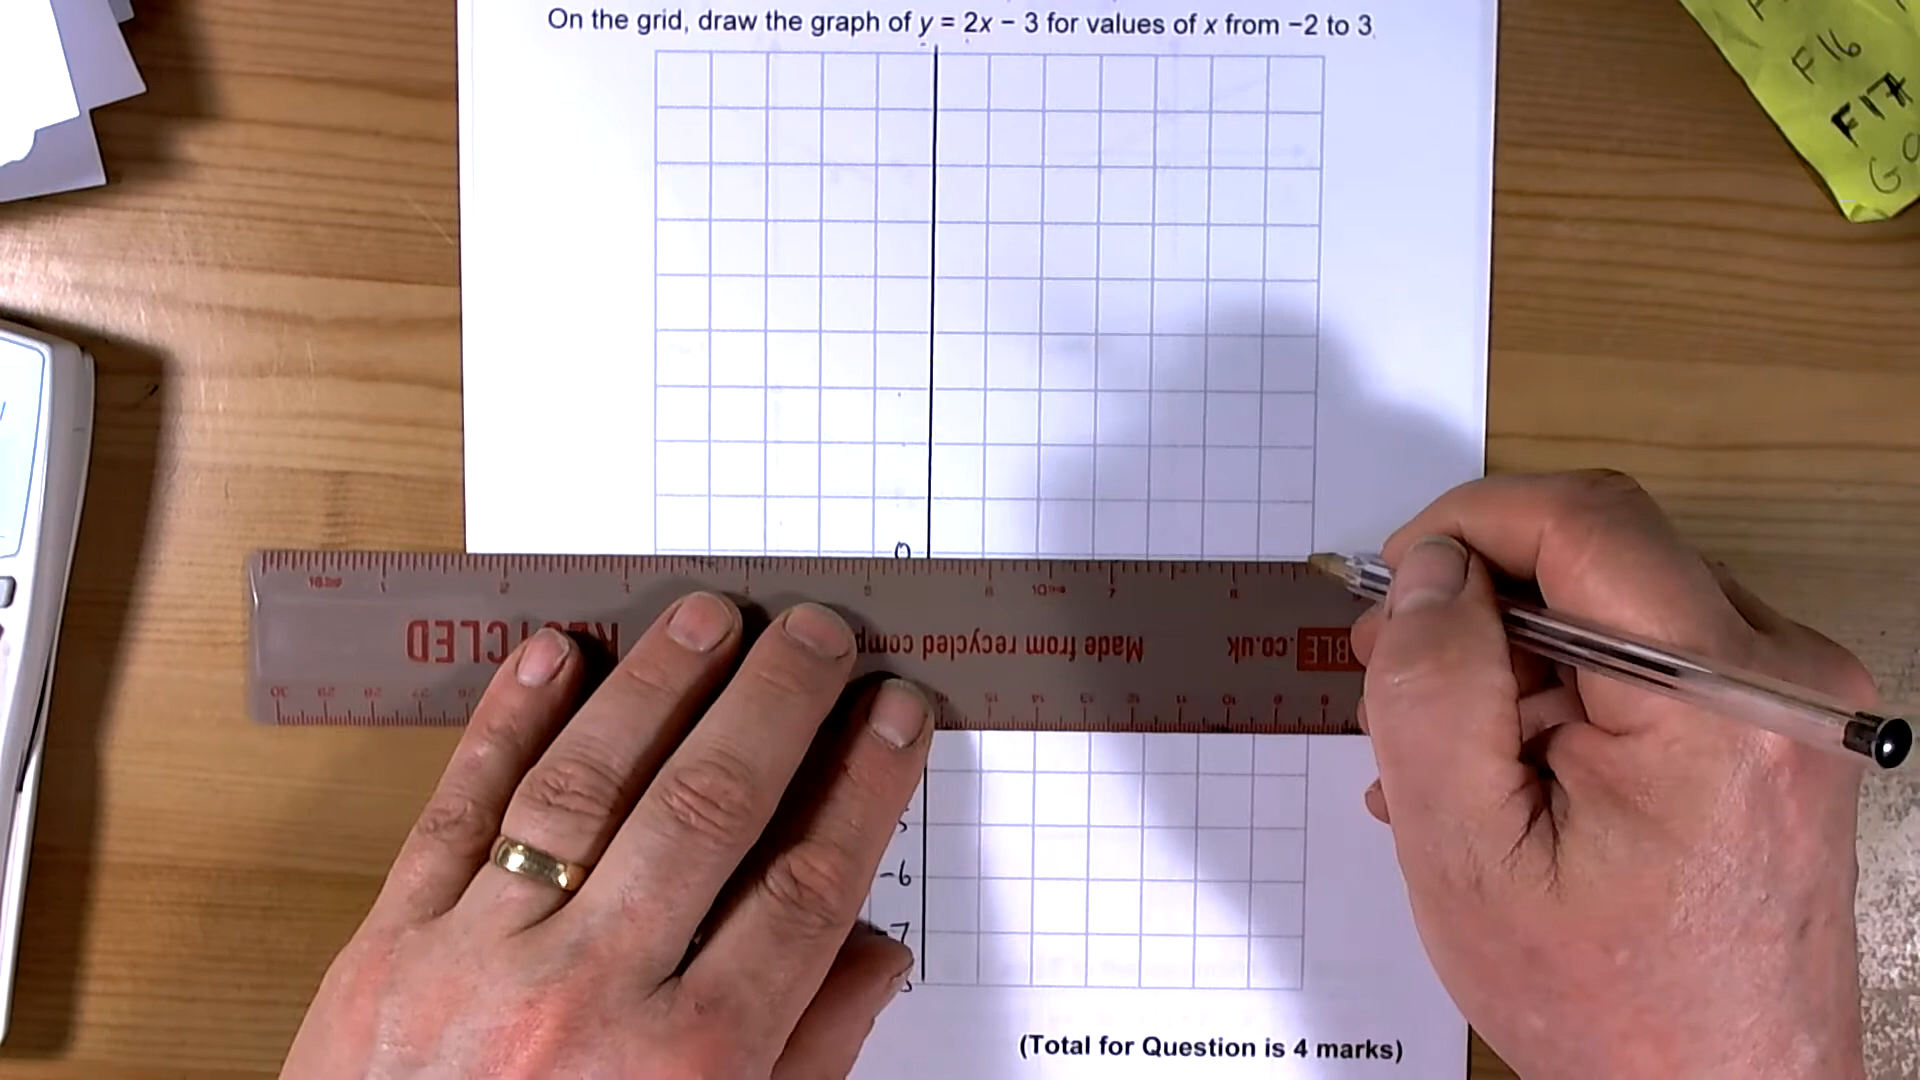 On the grid, draw the graph of y = 2x − 3 for values of x from −2 to 3.
F16
F17
0
RECYCLED
Made from recycled
.co.uk
-6
-7
(Total for Question is 4 marks)